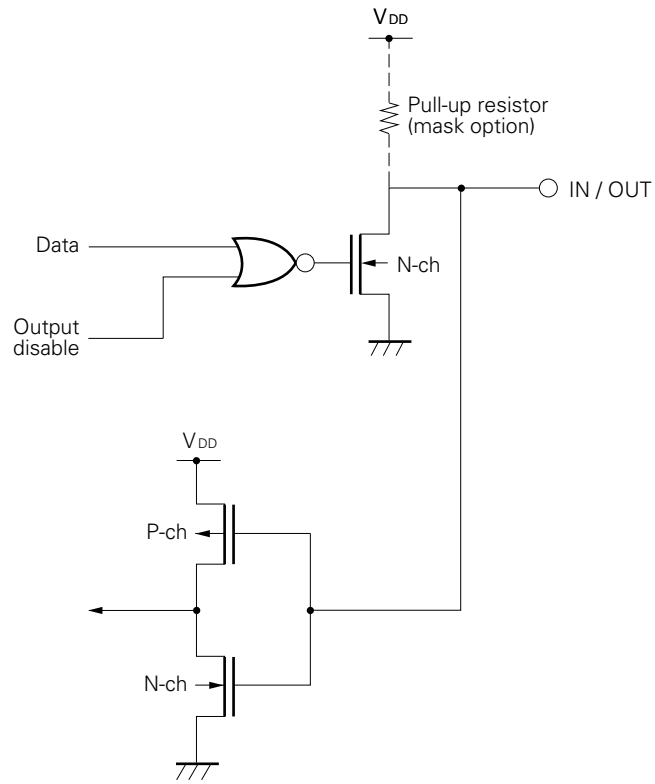 VDD
Pull-up resistor
(mask option)
IN / OUT
Data
N-ch
Output
disable
VDD
P-ch
N-ch